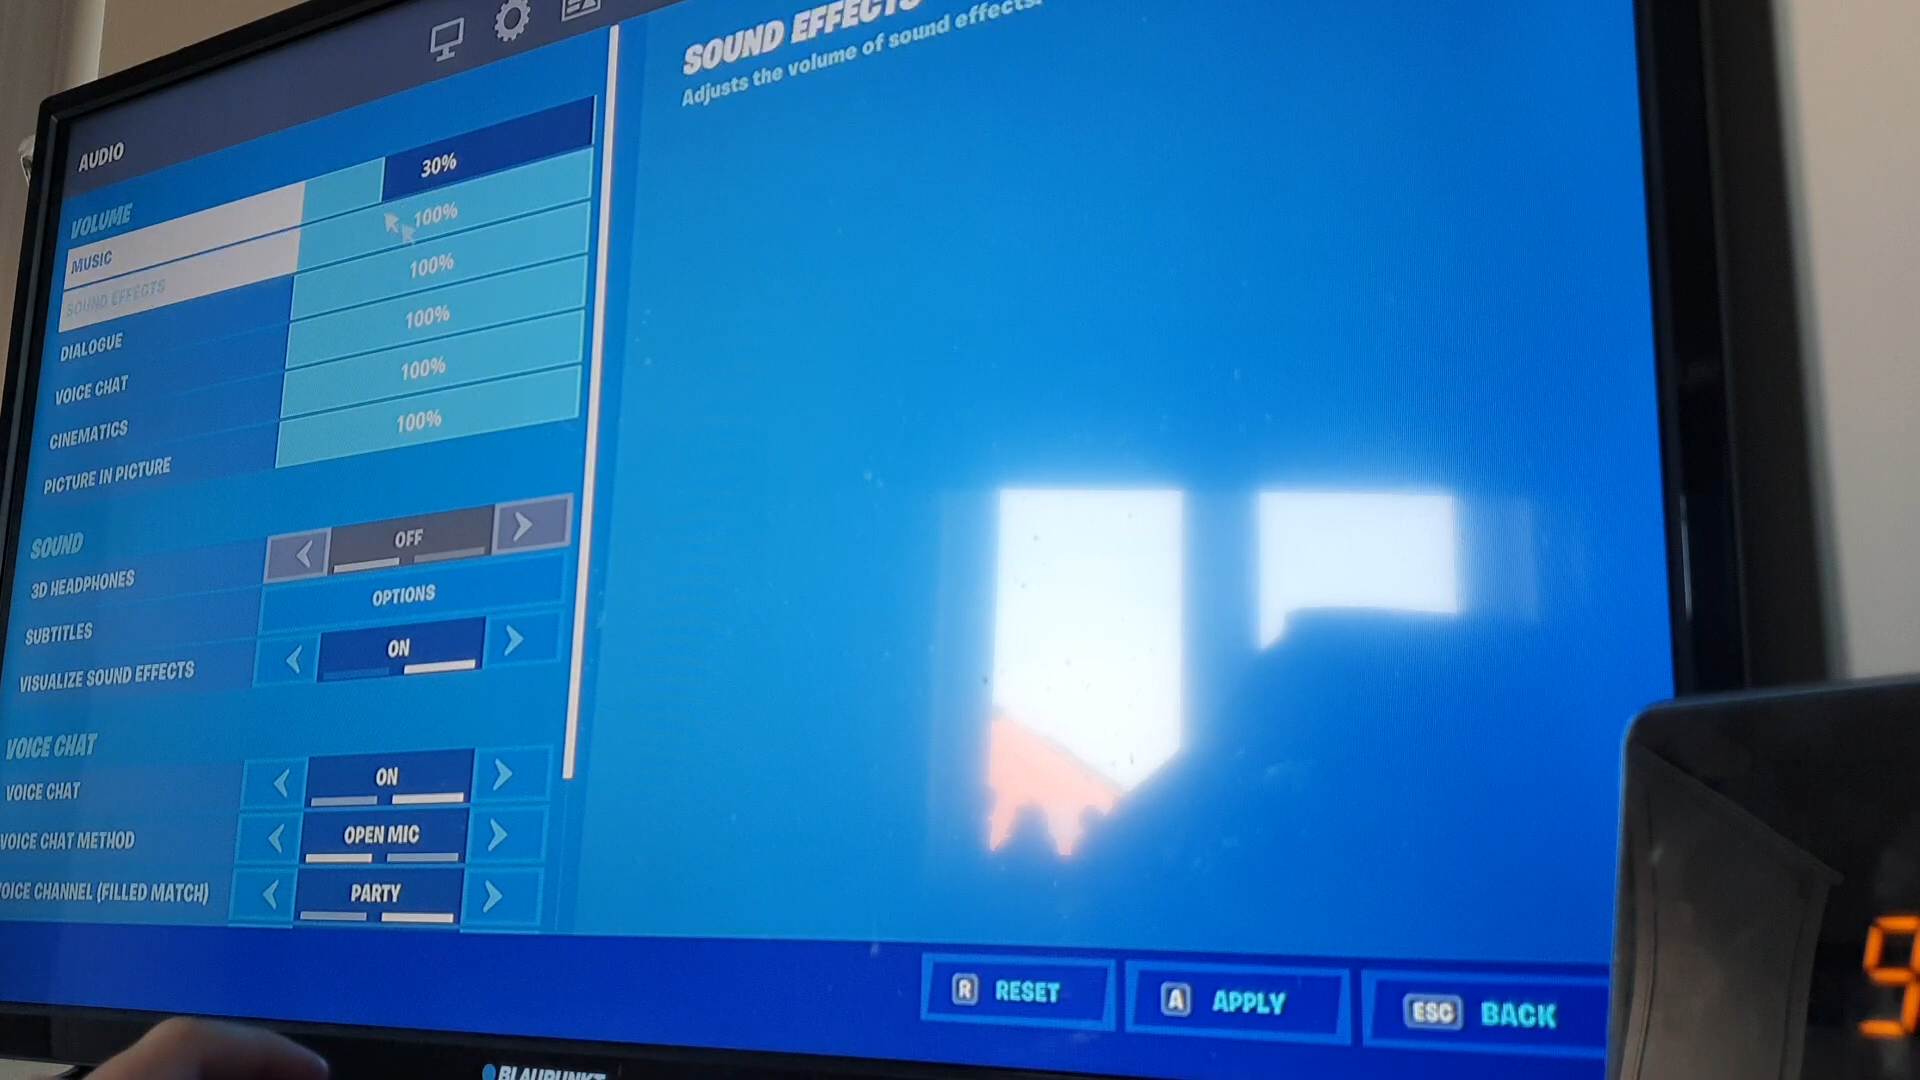 AUDIO
VOLUME
MUSIC
30%
SOUND EFFECTS
100%
DIALOGUE
100%
VOICE CHAT
100%
CINEMATICS
100%
PICTURE IN PICTURE
100%
SOUND
3D HEADPHONES
OFF
SUBTITLES
OPTIONS
VISUALIZE SOUND EFFECTS
ON
VOICE CHAT
VOICE CHAT
ON
VOICE CHAT METHOD
OPEN MIC
VOICE CHANNEL (FILLED MATCH)
PARTY
SOUND EFFECTS
Adjusts the volume of sound effects.
R RESET
A APPLY
ESC BACK
BLAUPUNKT
9